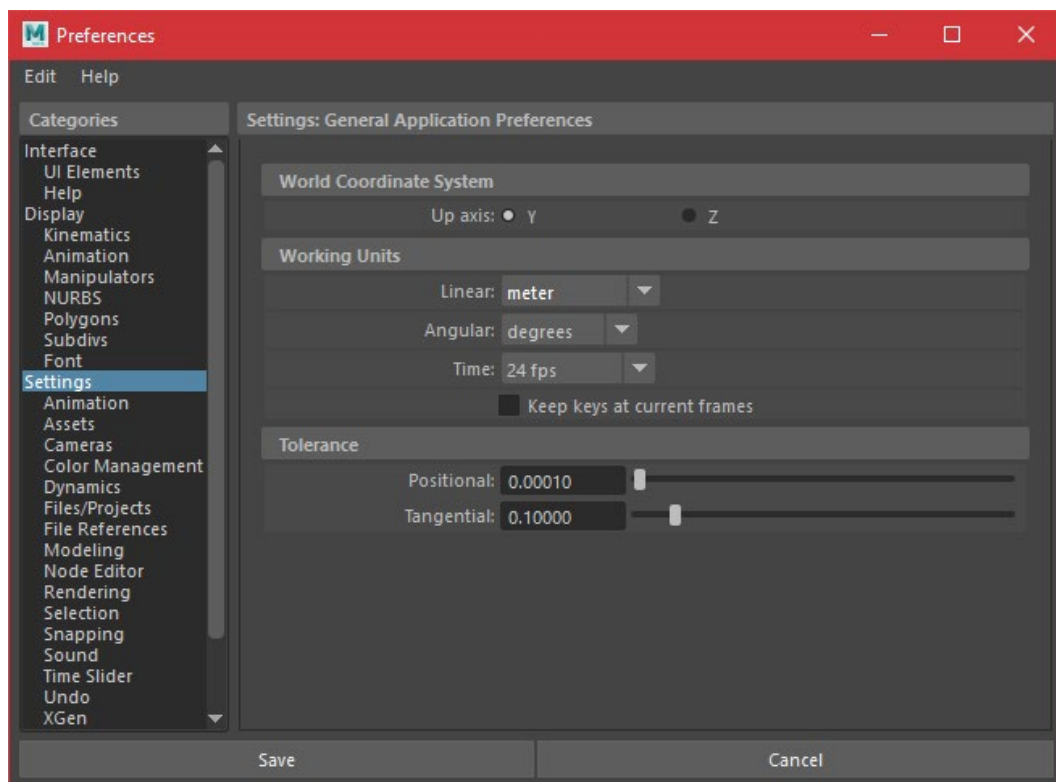 Preferences
Edit Help
Categories
Interface
UI Elements
Help
Display
Kinematics
Animation
Manipulators
NURBS
Polygons
Subdivs
Font
Settings
Animation
Assets
Cameras
Color Management
Dynamics
Files/Projects
File References
Modeling
Node Editor
Rendering
Selection
Snapping
Sound
Time Slider
Undo
XGen
Settings: General Application Preferences
World Coordinate System
Up axis: Y Z
Working Units
Linear: meter
Angular: degrees
Time: 24 fps
Keep keys at current frames
Tolerance
Positional: 0.00010
Tangential: 0.10000
Save Cancel